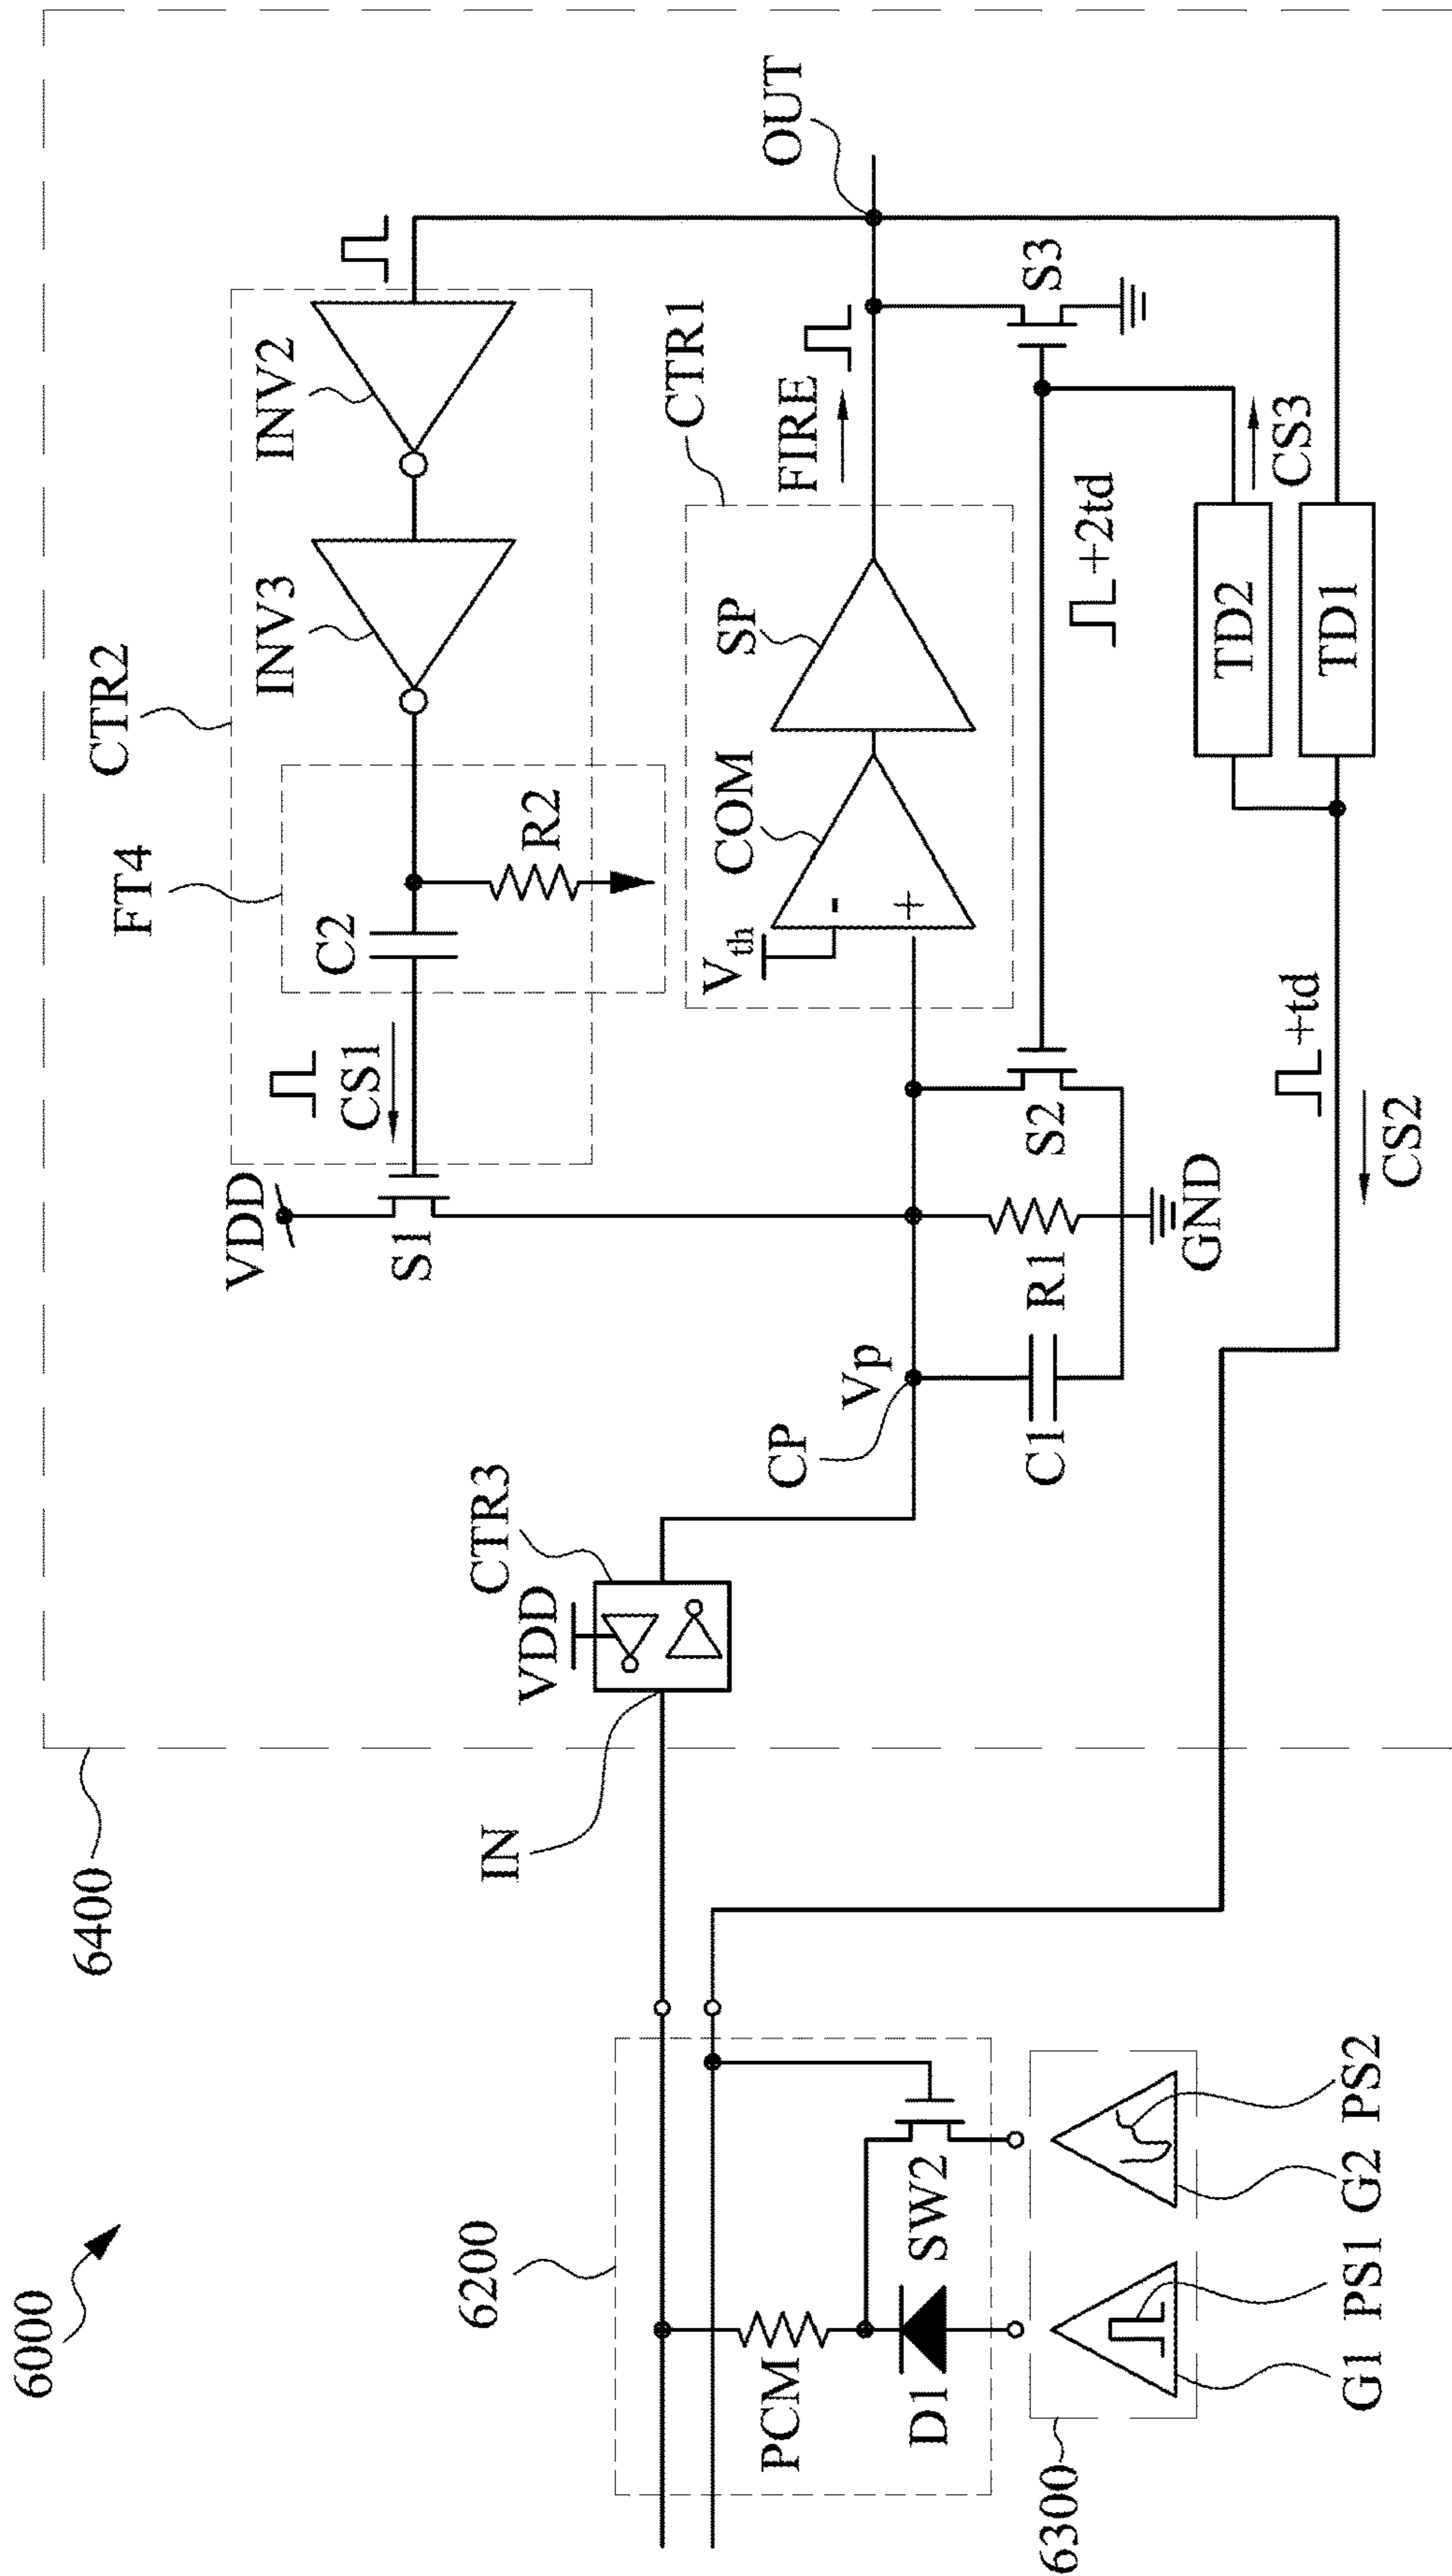 6000
6400
6200
6300
PCM
D1
SW2
G1
PS1
G2
PS2
IN
VDD
CTR3
CP
Vp
C1
R1
GND
S2
VDD
S1
CS1
CTR2
FT4
C2
R2
INV3
INV2
CTR1
Vth
-
+
COM
SP
FIRE
OUT
S3
+2td
CS3
TD2
TD1
+td
CS2